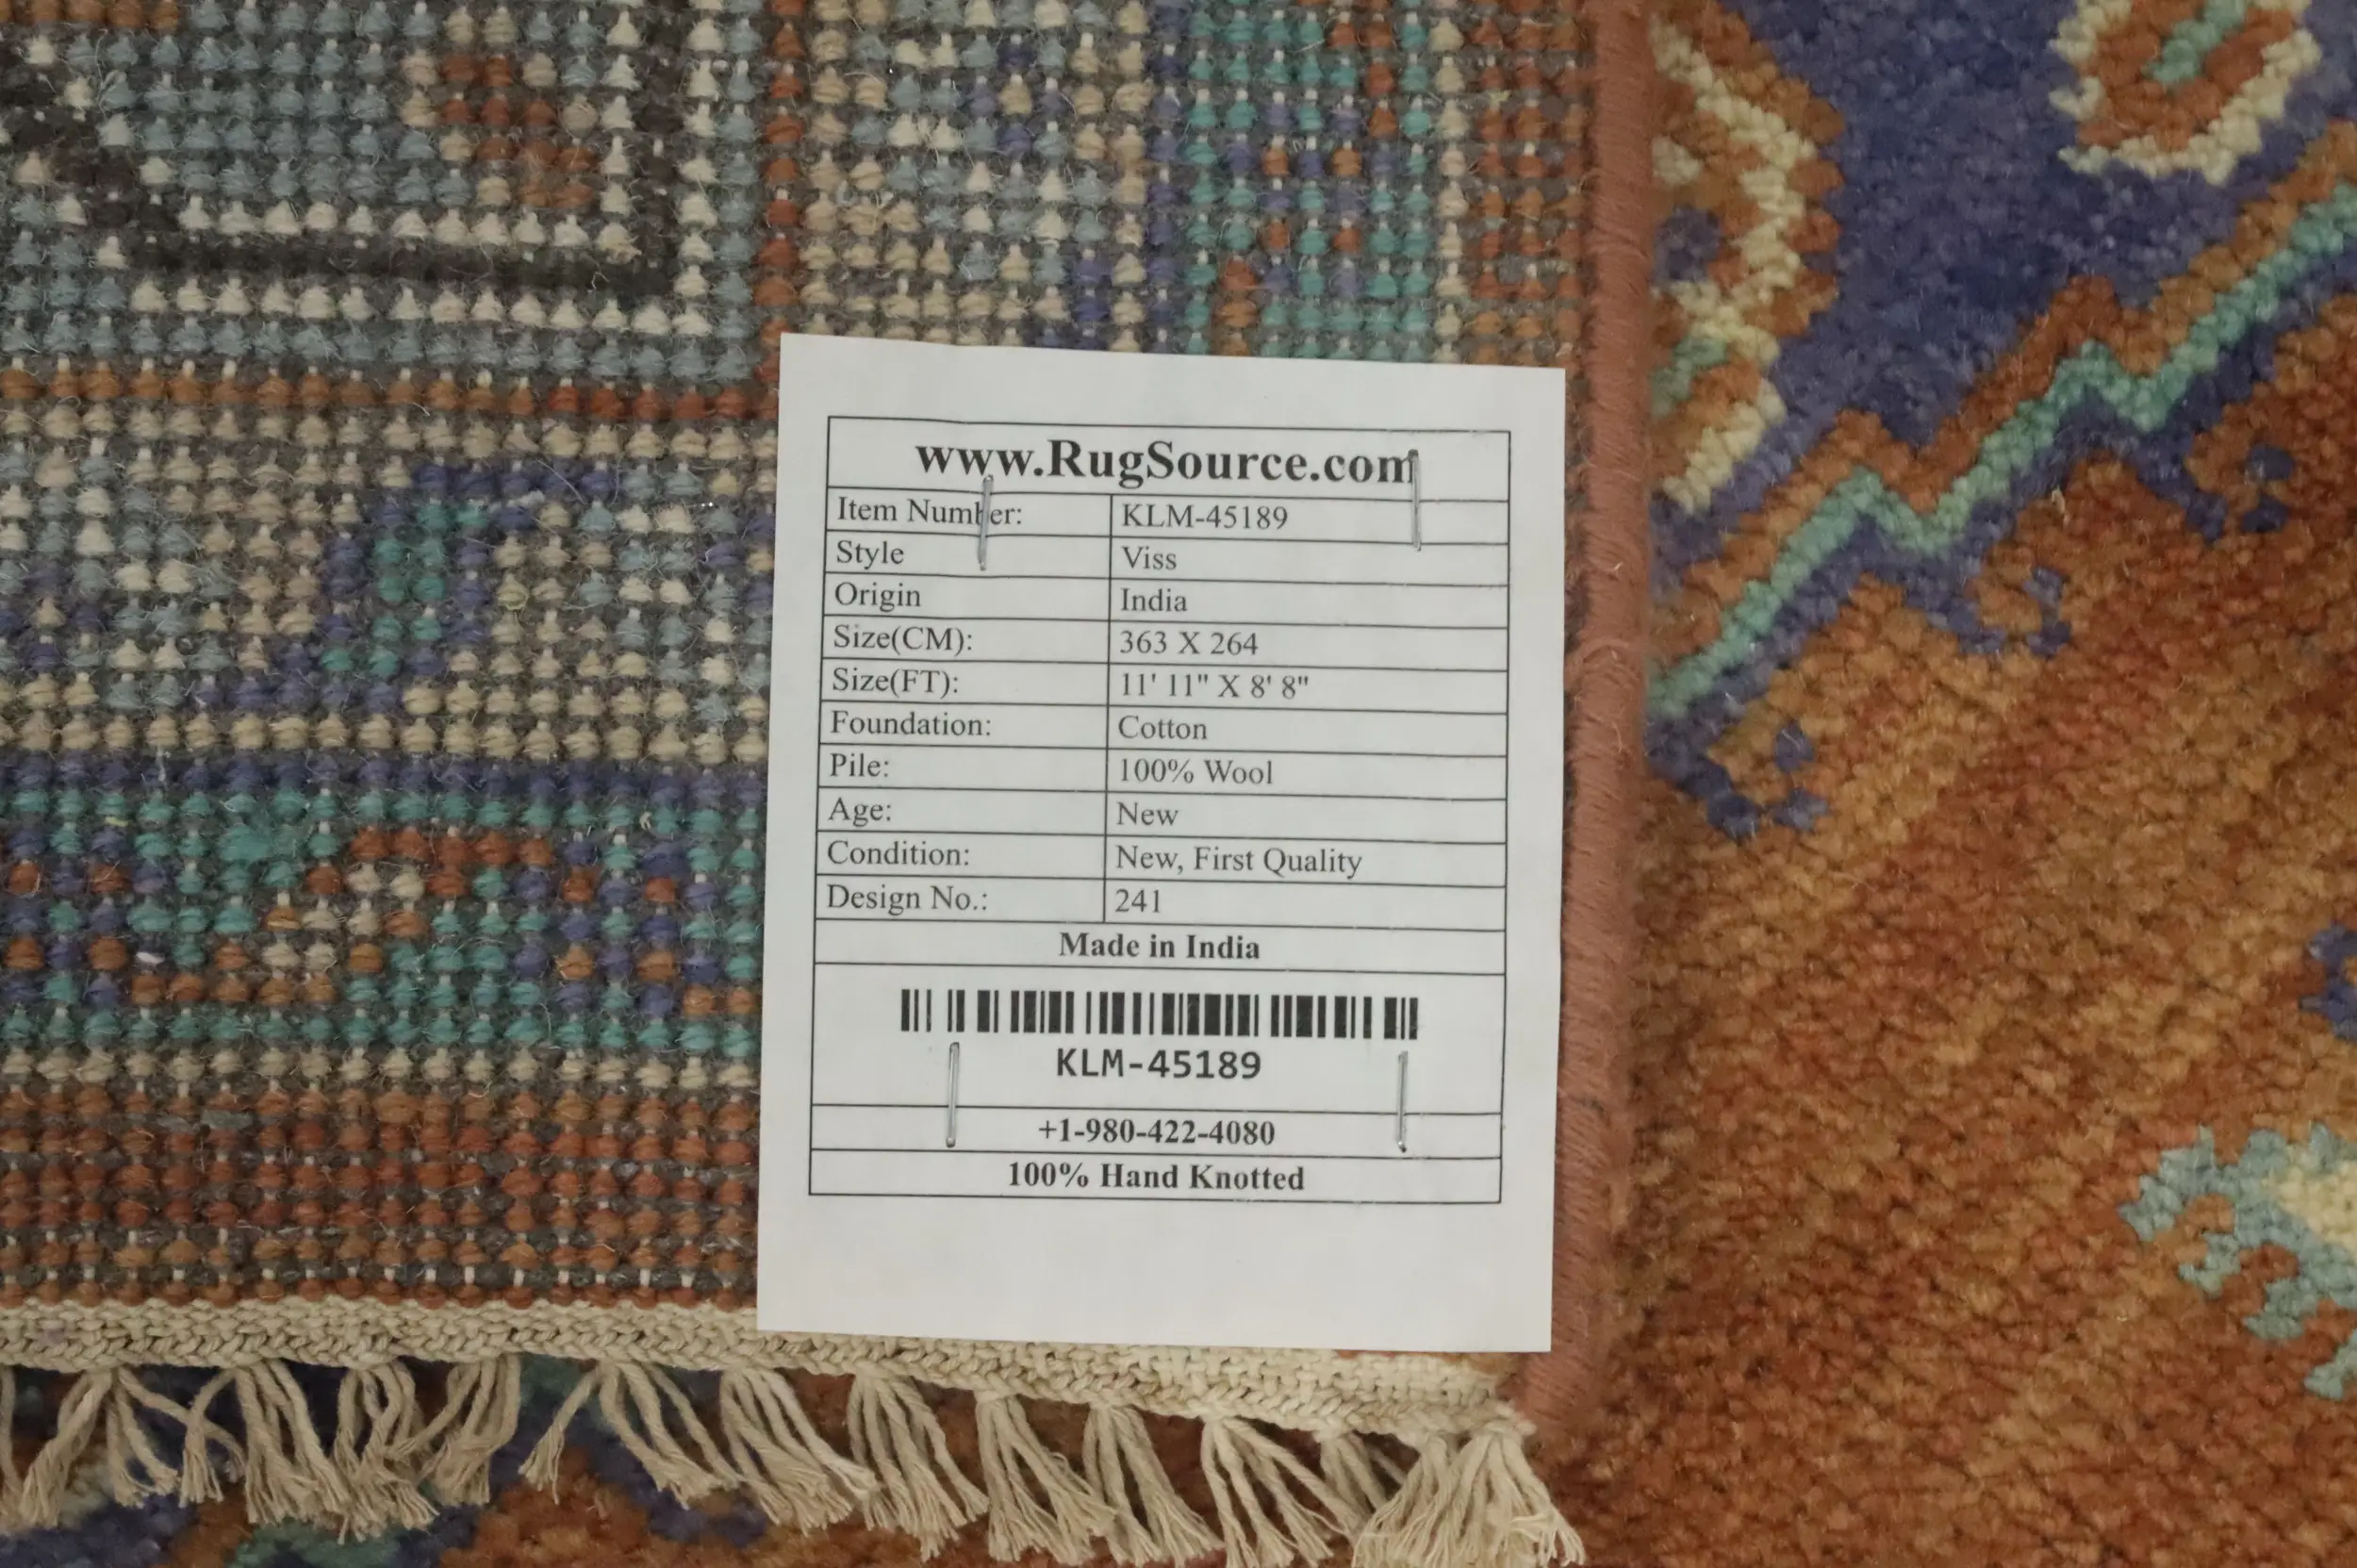 www.RugSource.com
Item Number: KLM-45189
Style Viss
Origin India
Size(CM): 363 X 264
Size(FT): 11' 11" X 8' 8"
Foundation: Cotton
Pile: 100% Wool
Age: New
Condition: New, First Quality
Design No.: 241
Made in India
KLM-45189
+1-980-422-4080
100% Hand Knotted